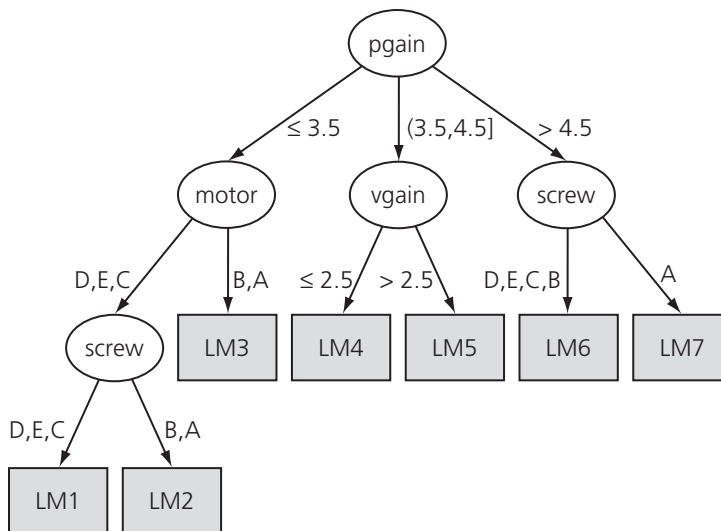 pgain
≤ 3.5
(3.5,4.5]
> 4.5
motor
vgain
screw
D,E,C
B,A
≤ 2.5
> 2.5
D,E,C,B
A
screw
LM3
LM4
LM5
LM6
LM7
D,E,C
B,A
LM1
LM2